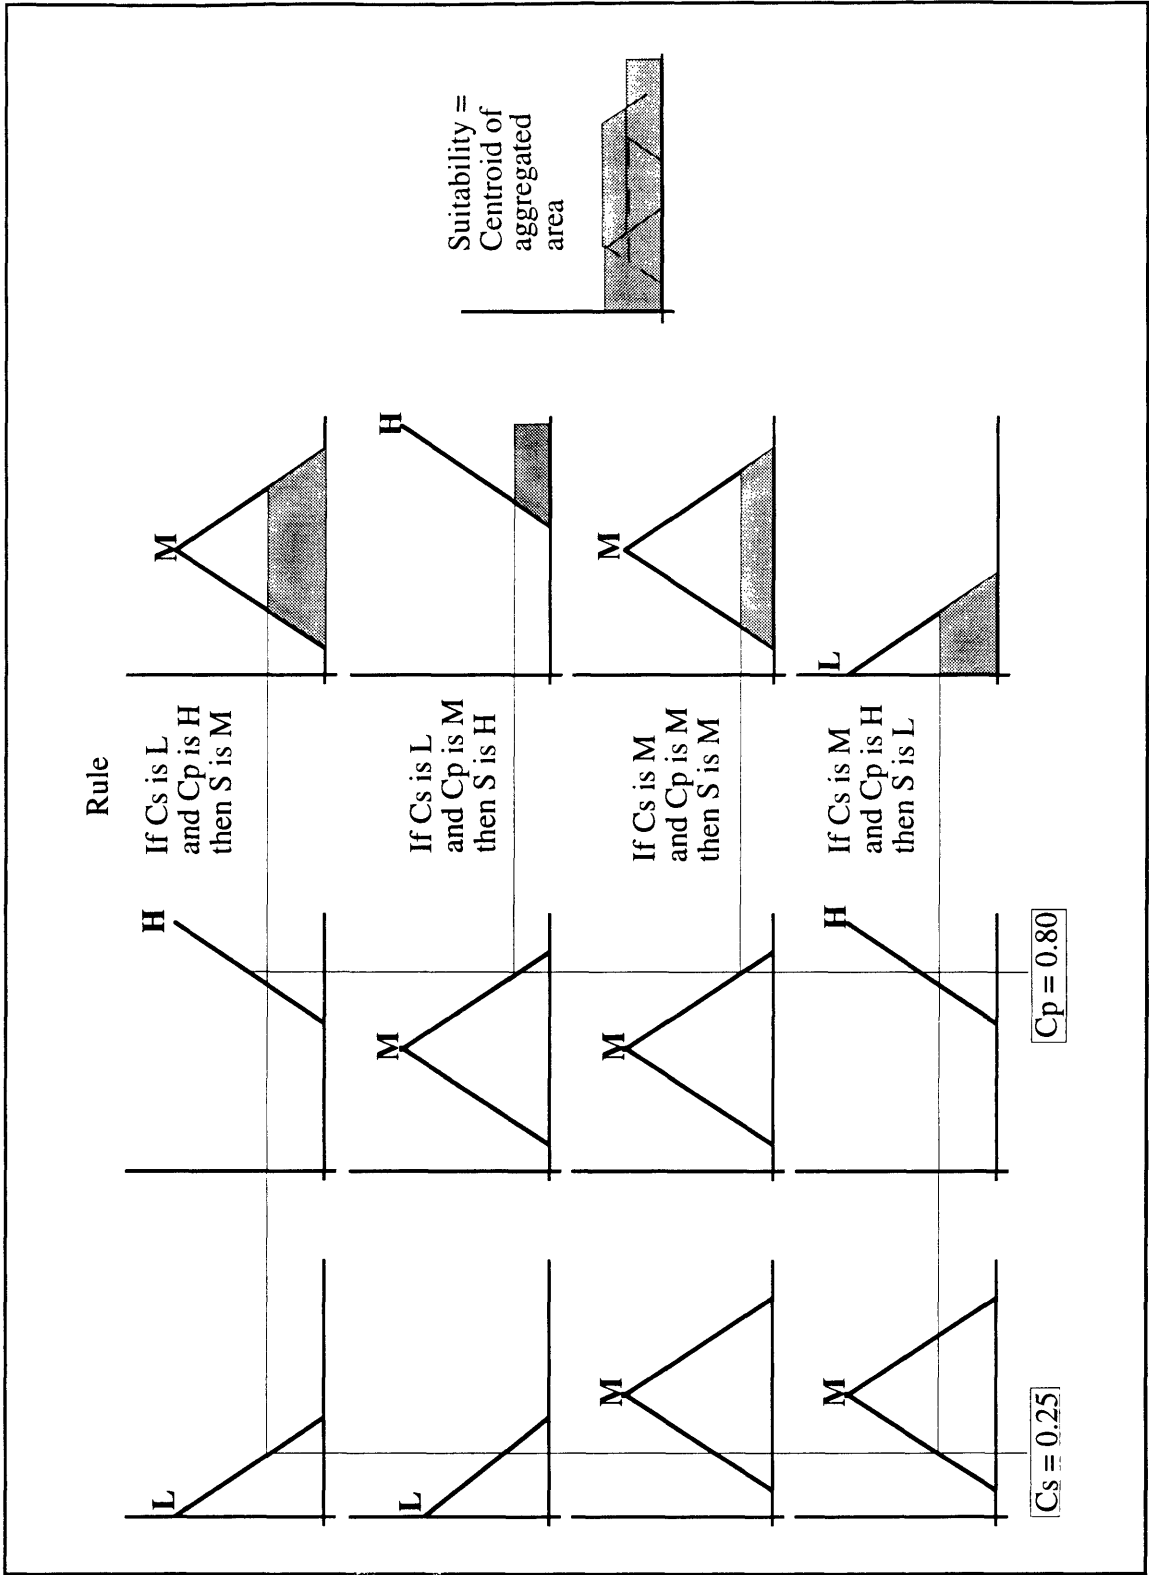 Rule
L
H
If Cs is L
and Cp is H
then S is M
M
L
M
If Cs is L
and Cp is M
then S is H
H
M
M
If Cs is M
and Cp is M
then S is M
M
M
H
If Cs is M
and Cp is H
then S is L
L
Cs = 0.25
Cp = 0.80
Suitability =
Centroid of
aggregated
area